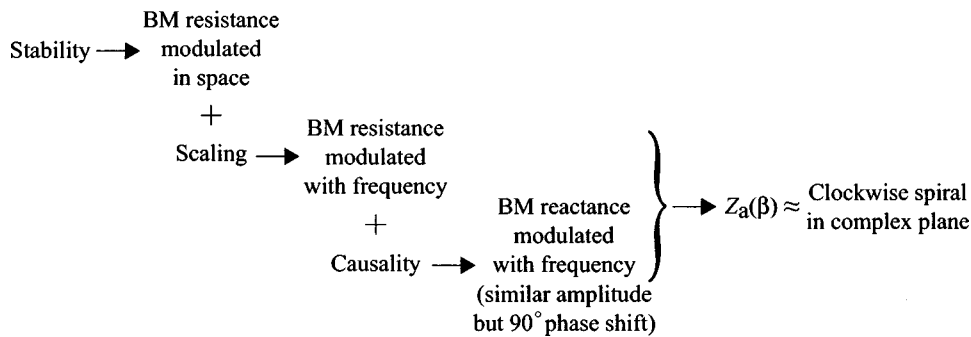 Stability
BM resistance
modulated
in space
+
Scaling
BM resistance
modulated
with frequency
+
Causality
BM reactance
modulated
with frequency
(similar amplitude
but 90° phase shift)
Za(β) ≈
Clockwise spiral
in complex plane